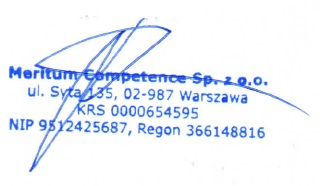 Meritum Competence Sp. z o.o.
ul. Syta 135, 02-987 Warszawa
KRS 0000654595
NIP 9512425687, Regon 366148816